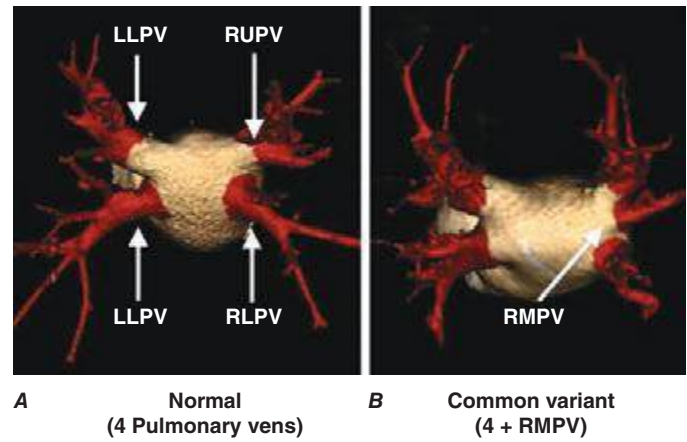 LLPV RUPV
LLPV RLPV
RMPV
A Normal
(4 Pulmonary vens)
B Common variant
(4 + RMPV)